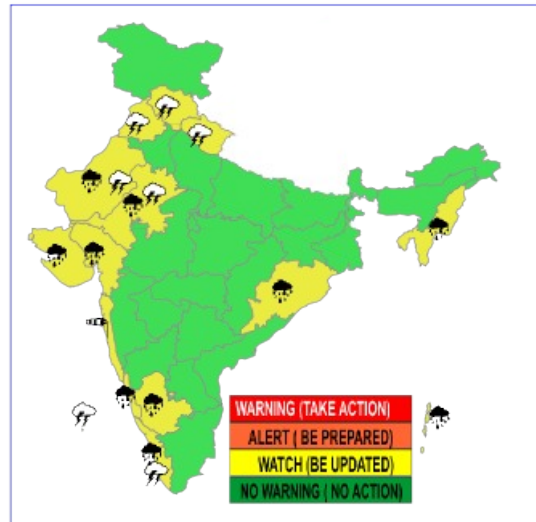 WARNING (TAKE ACTION)
ALERT ( BE PREPARED)
WATCH (BE UPDATED)
NO WARNING ( NO ACTION)